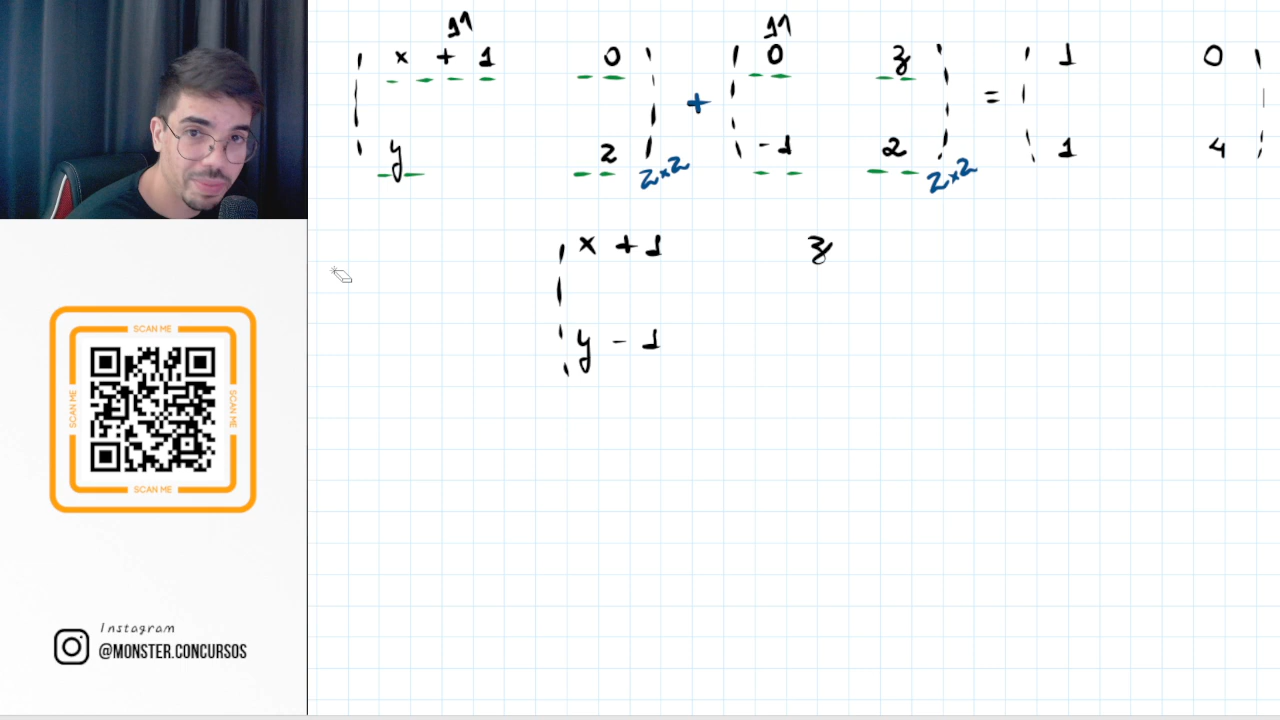 11 11
x + 1 0 + 0 z = 1 0
y 2 2x2 -1 2 2x2 1 4
x + 1 z
y - 1
SCAN ME
SCAN ME
SCAN ME
SCAN ME
Instagram
@MONSTER.CONCURSOS